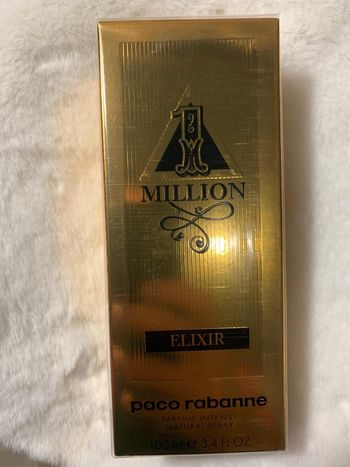 1
MILLION
ELIXIR
paco rabanne
PARFUM INTENSE
NATURAL SPRAY
100 ml e 3.4 FL.OZ